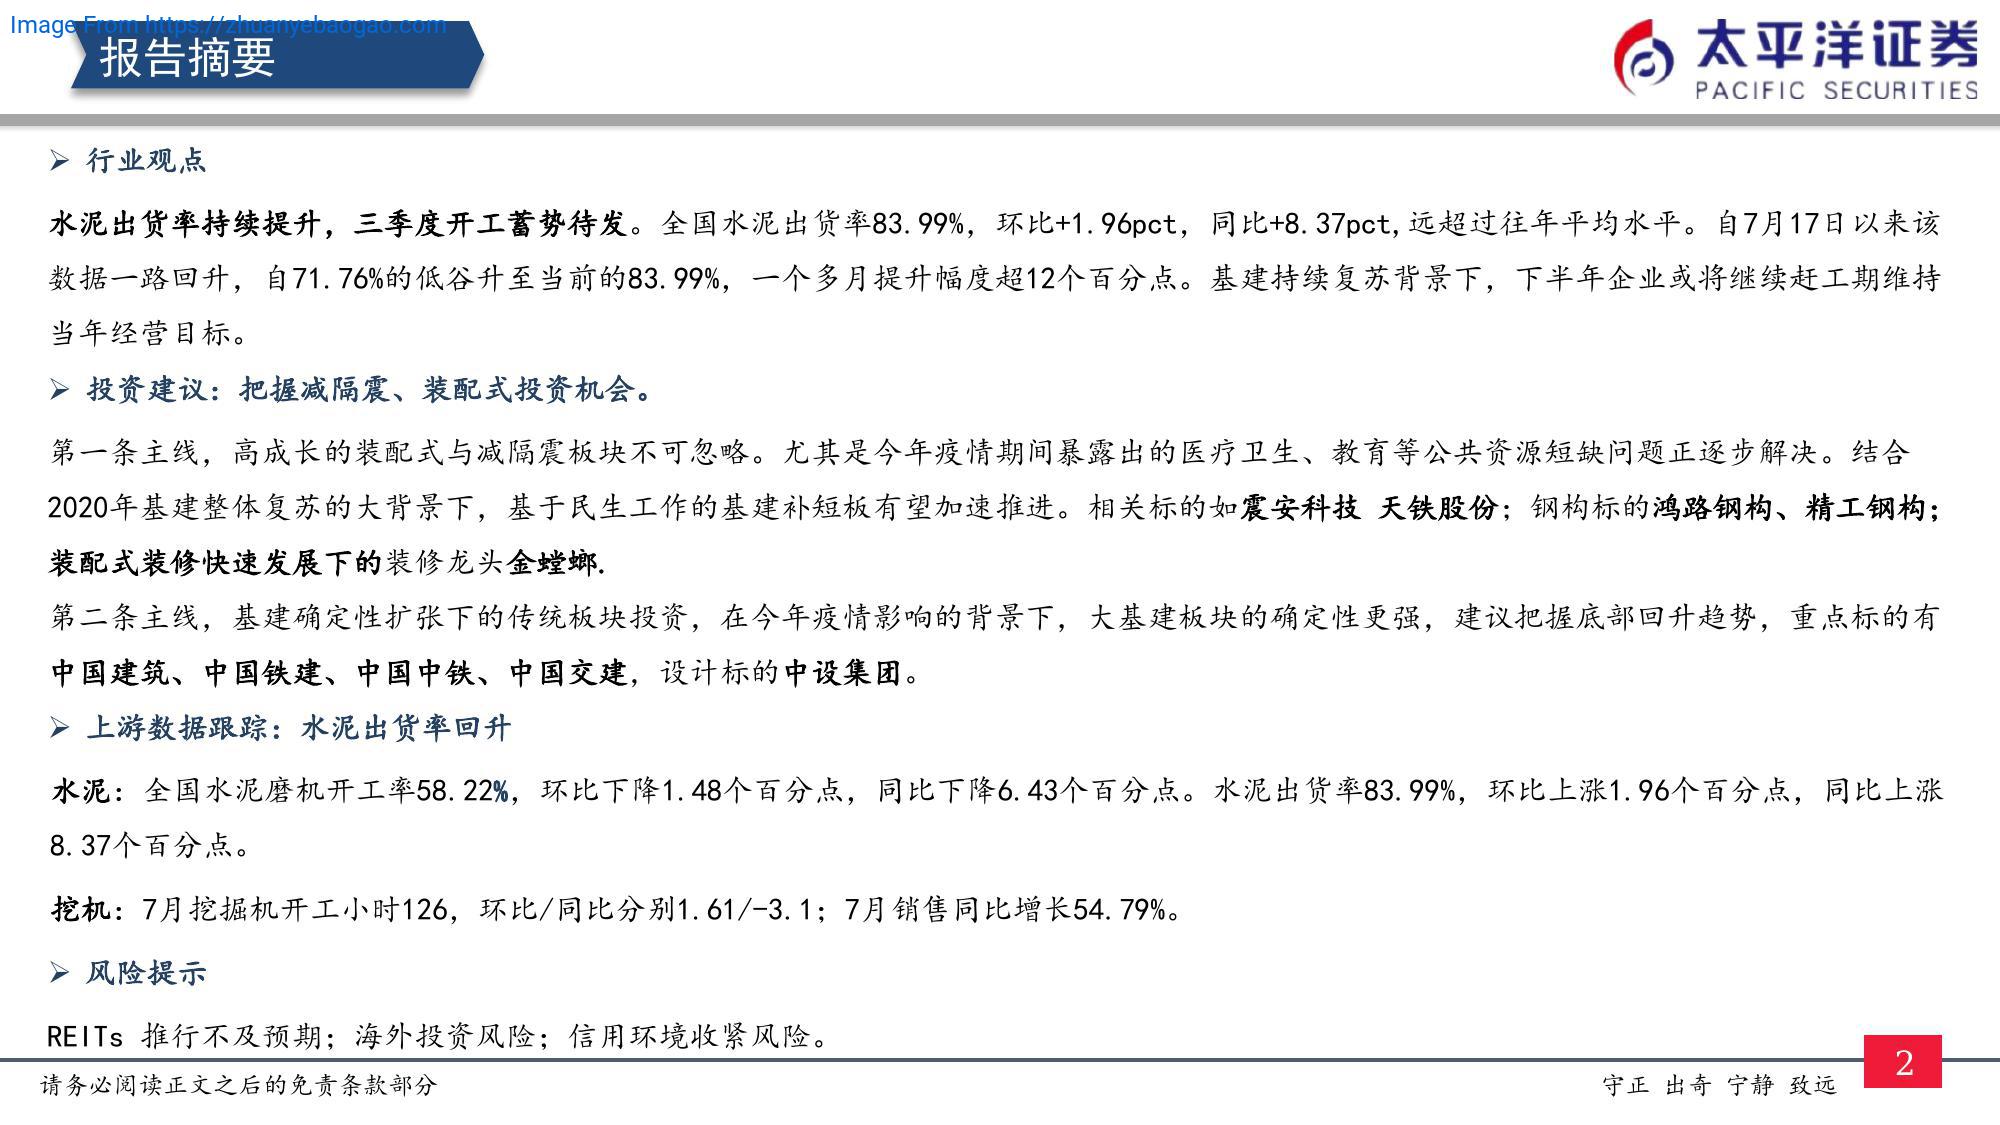 Image From https://zhuanyebaogao.com
报告摘要
太平洋证券
PACIFIC SECURITIES
行业观点
水泥出货率持续提升，三季度开工蓄势待发。全国水泥出货率83.99%，环比+1.96pct，同比+8.37pct,远超过往年平均水平。自7月17日以来该
数据一路回升，自71.76%的低谷升至当前的83.99%，一个多月提升幅度超12个百分点。基建持续复苏背景下，下半年企业或将继续赶工期维持
当年经营目标。
投资建议：把握减隔震、装配式投资机会。
第一条主线，高成长的装配式与减隔震板块不可忽略。尤其是今年疫情期间暴露出的医疗卫生、教育等公共资源短缺问题正逐步解决。结合
2020年基建整体复苏的大背景下，基于民生工作的基建补短板有望加速推进。相关标的如震安科技 天铁股份；钢构标的鸿路钢构、精工钢构；
装配式装修快速发展下的装修龙头金螳螂.
第二条主线，基建确定性扩张下的传统板块投资，在今年疫情影响的背景下，大基建板块的确定性更强，建议把握底部回升趋势，重点标的有
中国建筑、中国铁建、中国中铁、中国交建，设计标的中设集团。
上游数据跟踪：水泥出货率回升
水泥：全国水泥磨机开工率58.22%，环比下降1.48个百分点，同比下降6.43个百分点。水泥出货率83.99%，环比上涨1.96个百分点，同比上涨
8.37个百分点。
挖机：7月挖掘机开工小时126，环比/同比分别1.61/-3.1；7月销售同比增长54.79%。
风险提示
REITs 推行不及预期；海外投资风险；信用环境收紧风险。
请务必阅读正文之后的免责条款部分
守正 出奇 宁静 致远
2